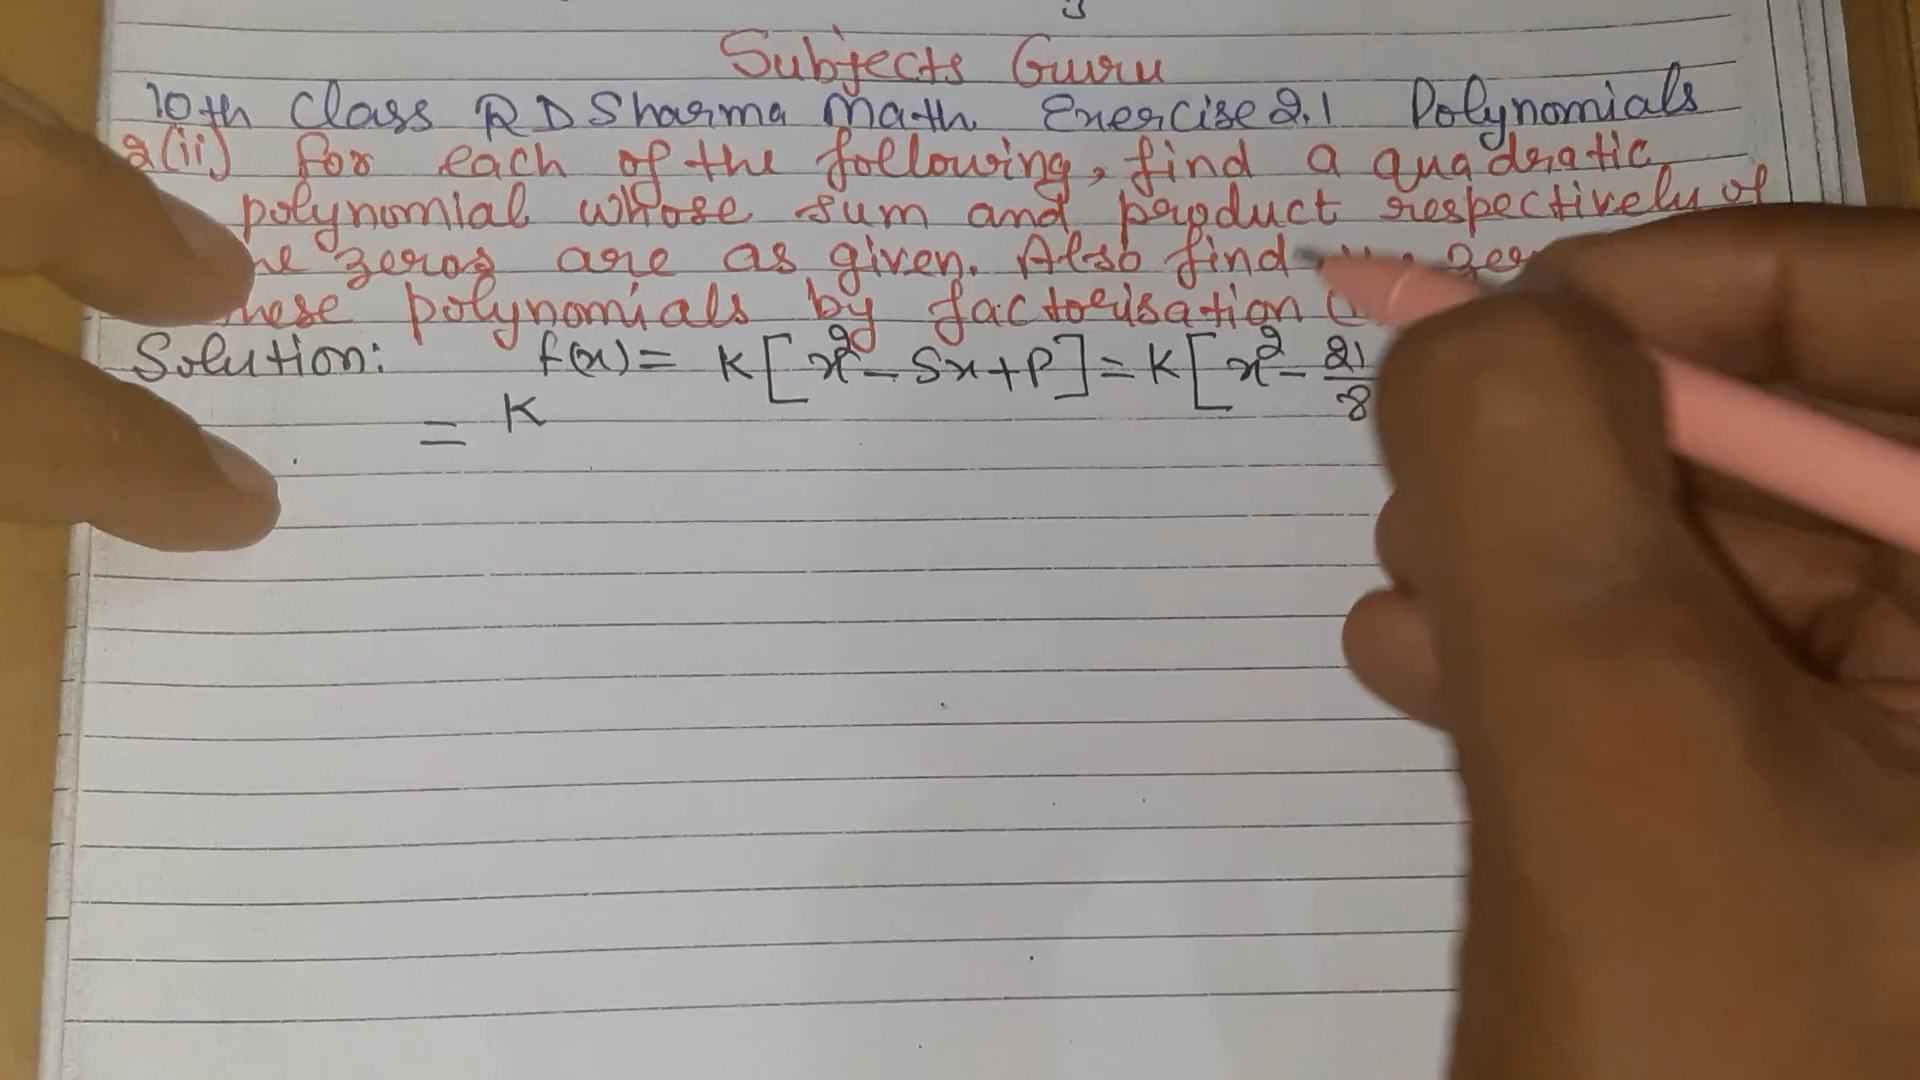 Subjects Guru
10th Class RD Sharma Math Exercise 2.1 Polynomials
2(ii) for each of the following, find a quadratic
polynomial whose sum and product respectively of
zeros are as given. Also find
polynomials by factorisation (
Solution: f(x) = K[x² - Sx + P] = K[x² - 21/8
= K